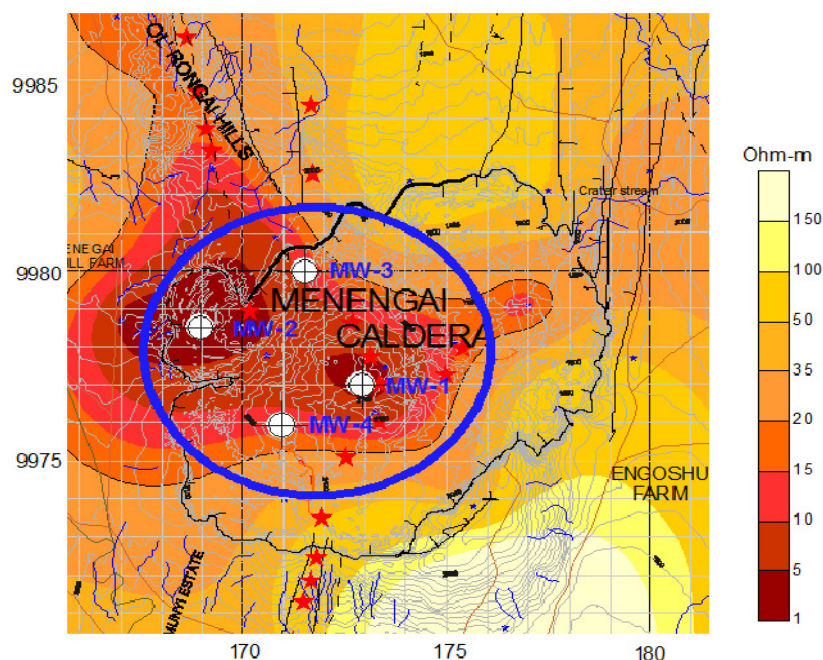 9985
9980
9975
OL'RONGAI HILLS
Crater stream
MW-3
MENENGAI
CALDERA
MW-2
MW-1
MW-4
ENGOSHU
FARM
170
175
180
Ohm-m
150
100
50
35
20
15
10
5
1